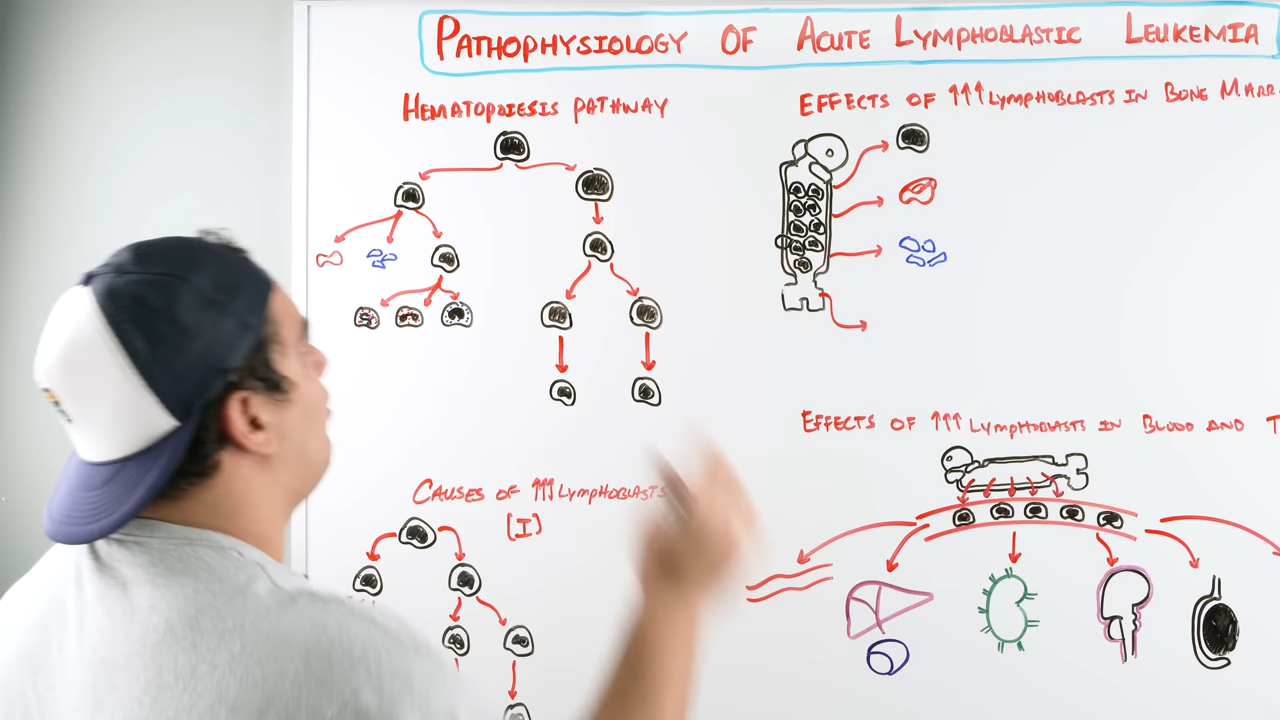 PATHOPHYSIOLOGY OF ACUTE LYMPHOBLASTIC LEUKEMIA
HEMATOPOIESIS PATHWAY
EFFECTS OF ↑↑↑ LYMPHOBLASTS IN BONE MARR
EFFECTS OF ↑↑↑ LYMPHOBLASTS IN BLOOD AND T
CAUSES OF ↑↑↑ LYMPHOBLASTS
[I]